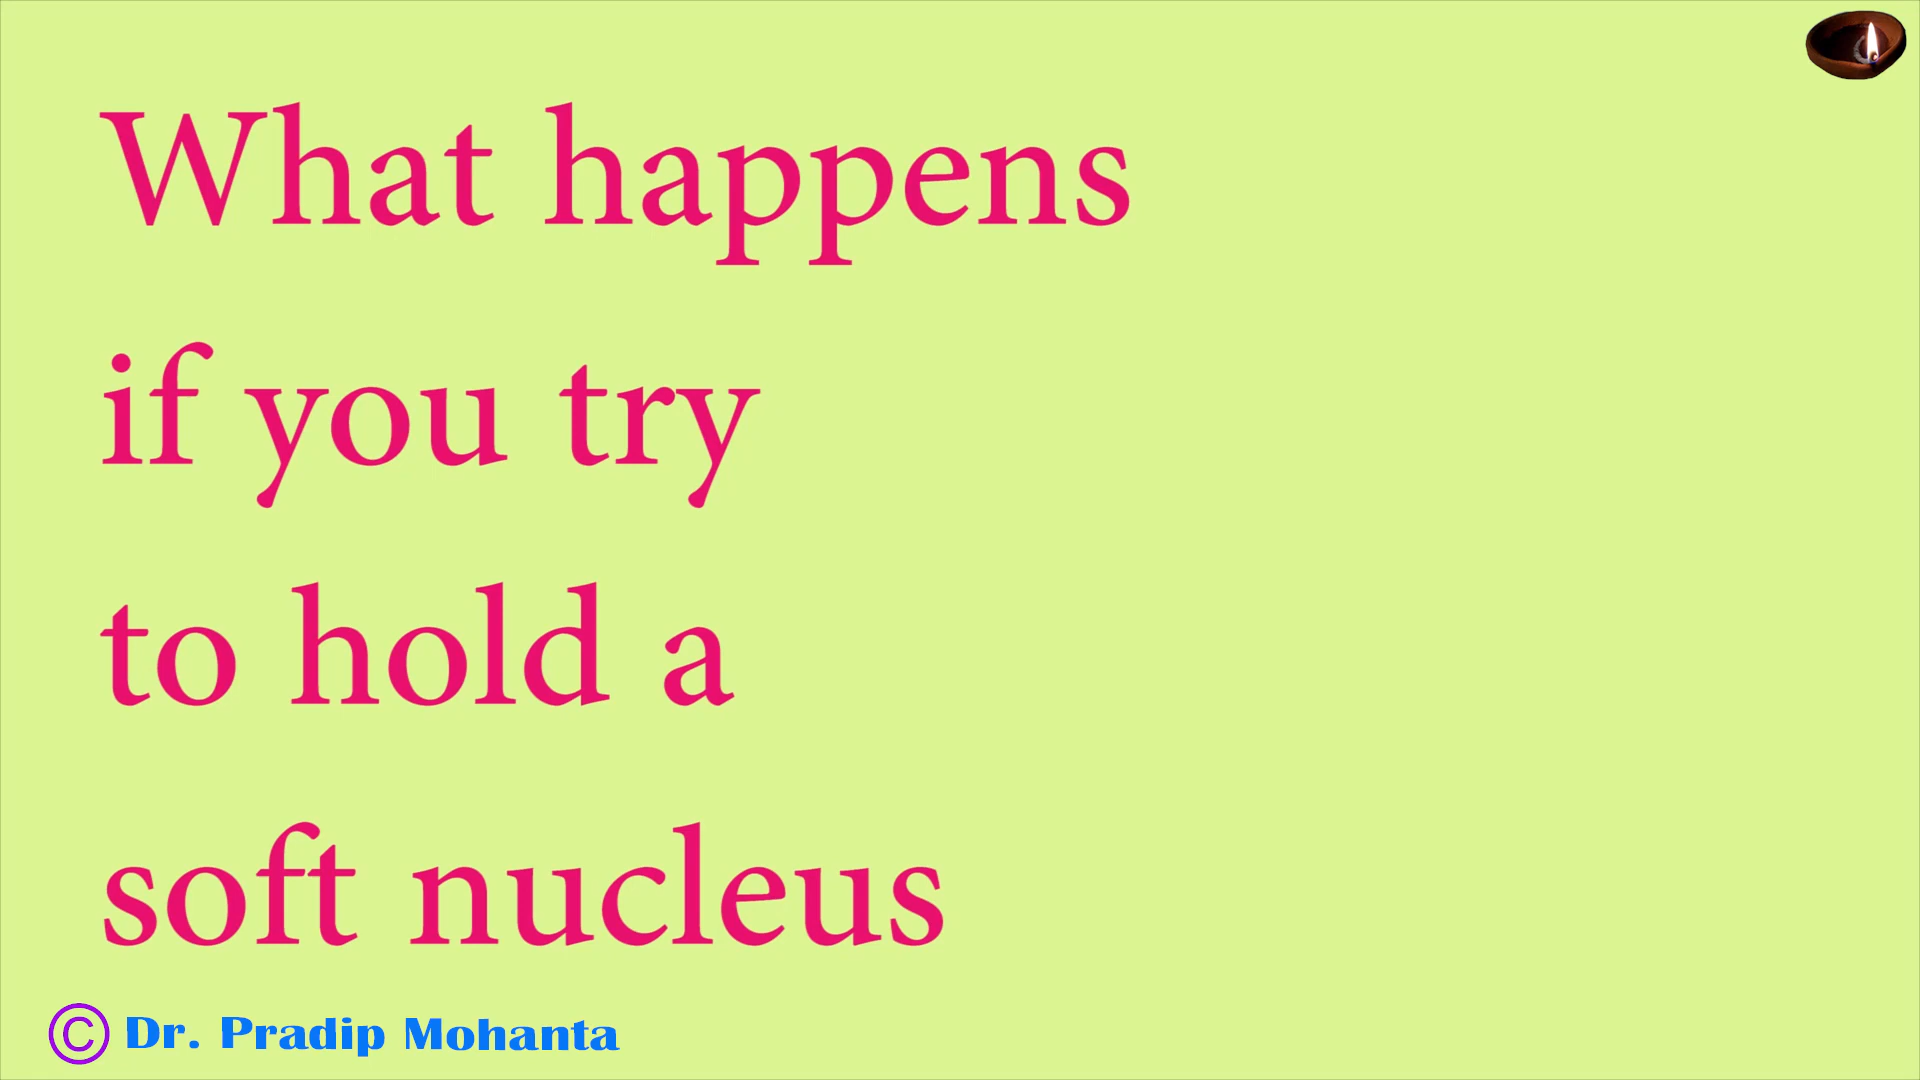 What happens
if you try
to hold a
soft nucleus
© Dr. Pradip Mohanta